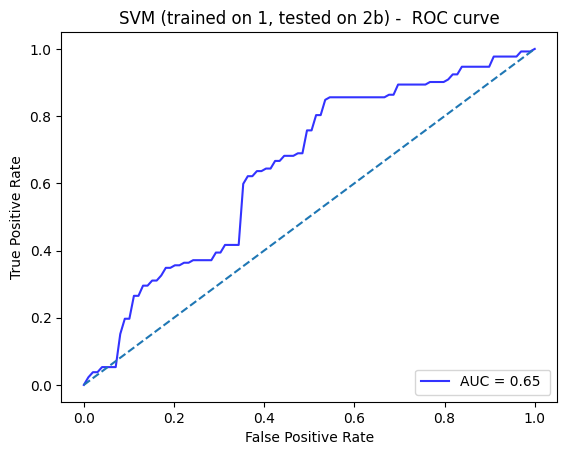 SVM (trained on 1, tested on 2b) -  ROC curve
True Positive Rate
1.0
0.8
0.6
0.4
0.2
0.0
AUC = 0.65
0.0 0.2 0.4 0.6 0.8 1.0
False Positive Rate